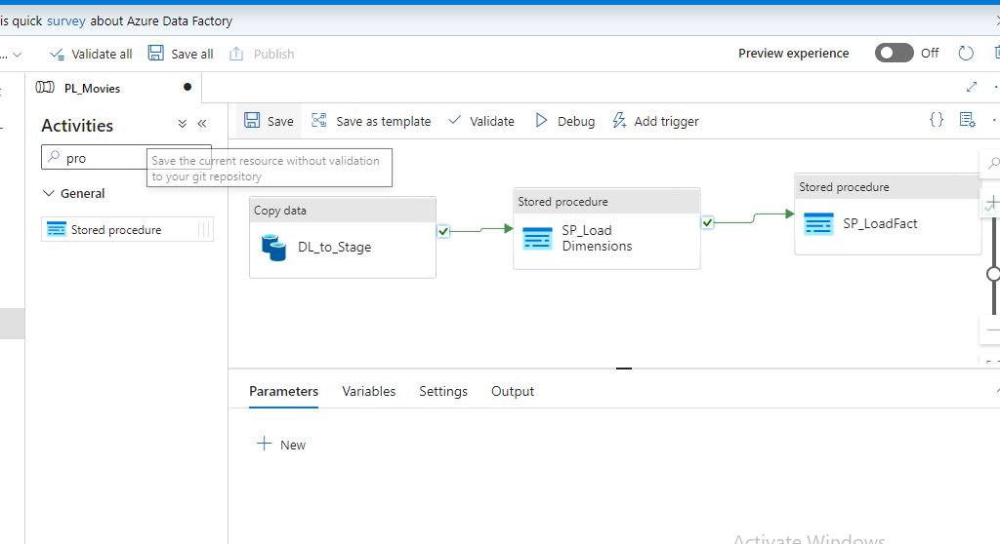 is quick survey about Azure Data Factory
... Validate all Save all Publish Preview experience Off
PL_Movies
Activities
Save Save as template Validate Debug Add trigger
pro
Save the current resource without validation
to your git repository
General
Stored procedure
Copy data
DL_to_Stage
Stored procedure
SP_Load
Dimensions
Stored procedure
SP_LoadFact
Parameters Variables Settings Output
New
Activate Windows